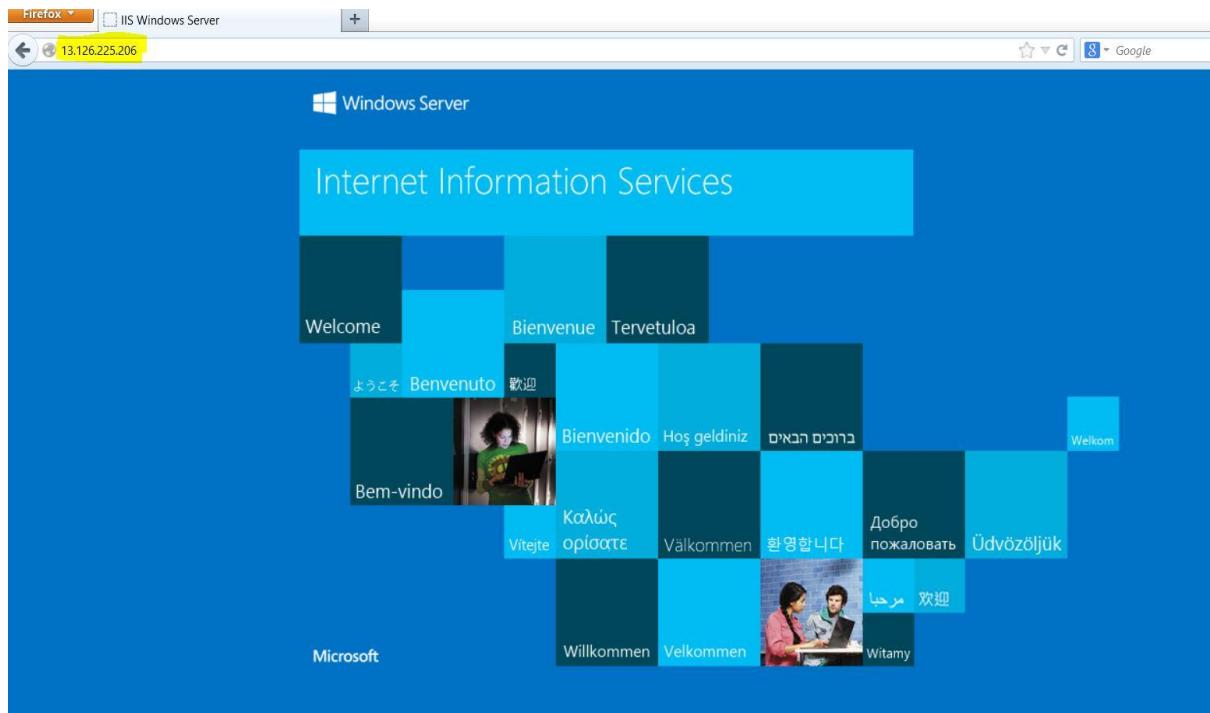 Firefox
IIS Windows Server
+
13.126.225.206
8
Google
Windows Server
Internet Information Services
Welcome
Bienvenue
Tervetuloa
ようこそ
Benvenuto
歡迎
Bienvenido
Hoş geldiniz
ברוכים הבאים
Welkom
Bem-vindo
Vítejte
Καλώς
ορίσατε
Välkommen
환영합니다
Добро
пожаловать
Üdvözöljük
مرحبا
欢迎
Microsoft
Willkommen
Velkommen
Witamy